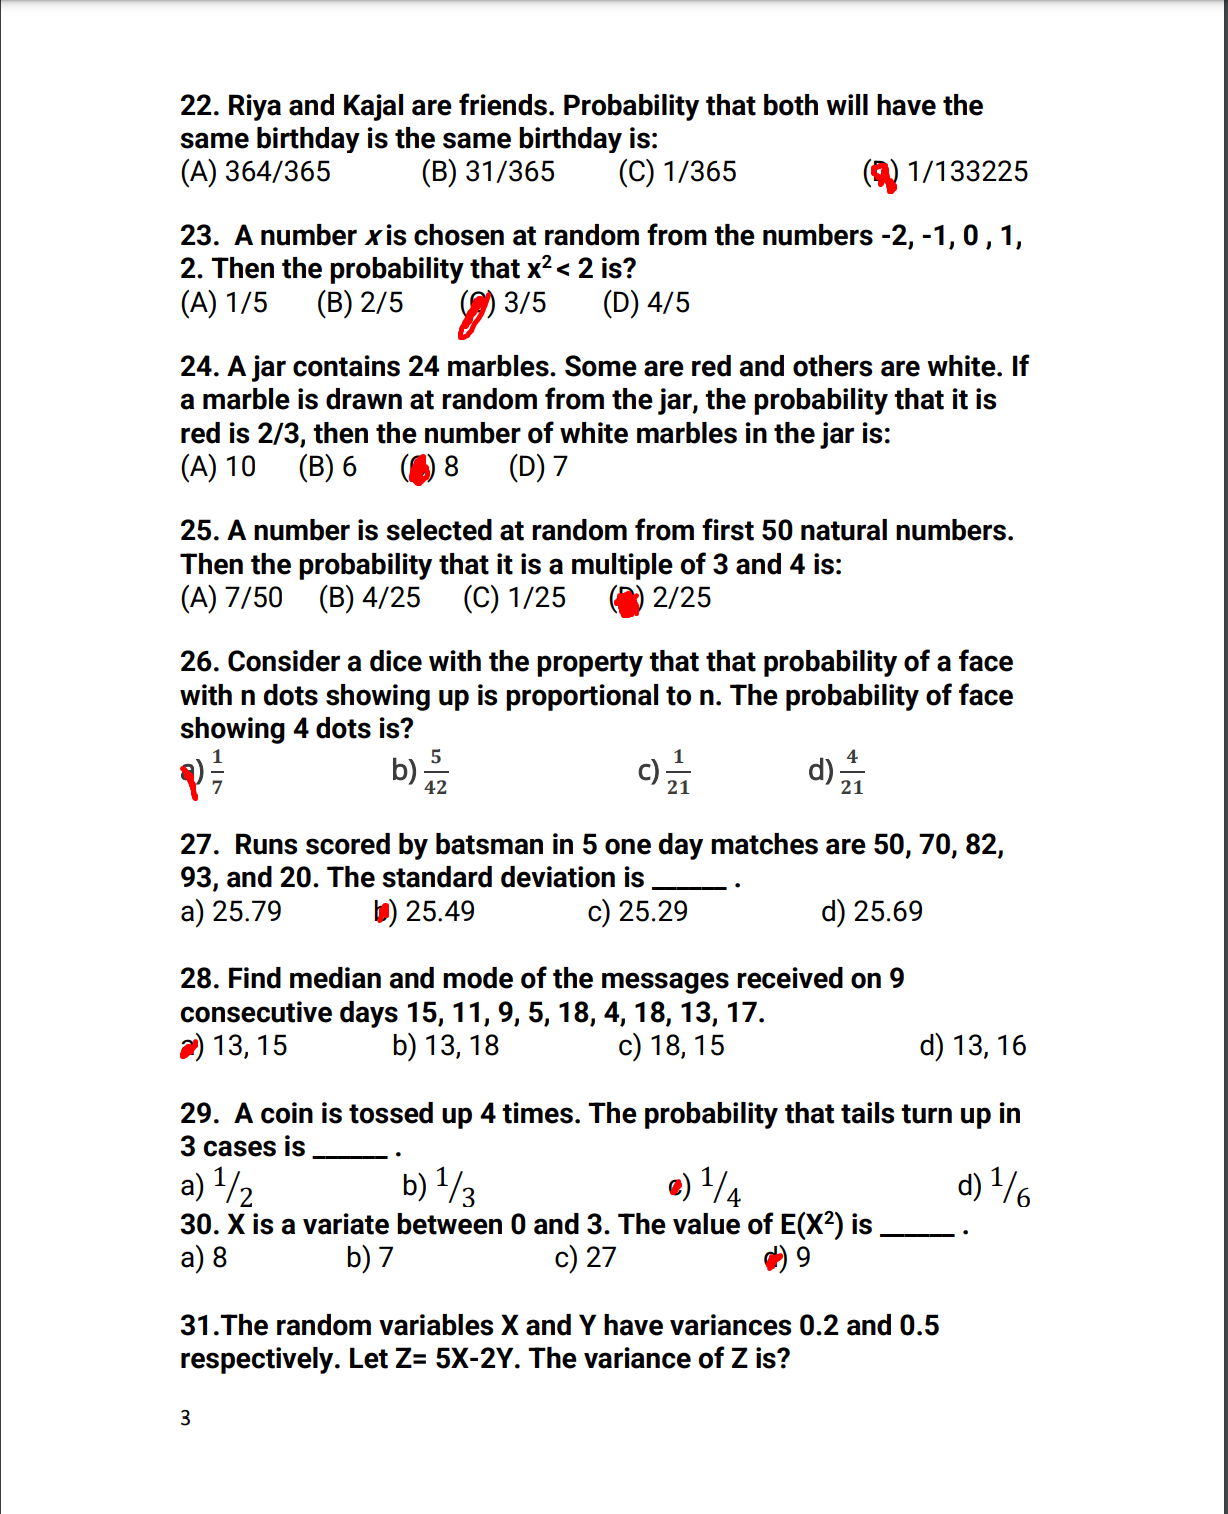 22. Riya and Kajal are friends. Probability that both will have the
same birthday is the same birthday is:
(A) 364/365 (B) 31/365 (C) 1/365 (D) 1/133225
23. A number x is chosen at random from the numbers -2, -1, 0 , 1,
2. Then the probability that x² < 2 is?
(A) 1/5 (B) 2/5 (C) 3/5 (D) 4/5
24. A jar contains 24 marbles. Some are red and others are white. If
a marble is drawn at random from the jar, the probability that it is
red is 2/3, then the number of white marbles in the jar is:
(A) 10 (B) 6 (C) 8 (D) 7
25. A number is selected at random from first 50 natural numbers.
Then the probability that it is a multiple of 3 and 4 is:
(A) 7/50 (B) 4/25 (C) 1/25 (D) 2/25
26. Consider a dice with the property that that probability of a face
with n dots showing up is proportional to n. The probability of face
showing 4 dots is?
a) 1/7 b) 5/42 c) 1/21 d) 4/21
27. Runs scored by batsman in 5 one day matches are 50, 70, 82,
93, and 20. The standard deviation is ______ .
a) 25.79 b) 25.49 c) 25.29 d) 25.69
28. Find median and mode of the messages received on 9
consecutive days 15, 11, 9, 5, 18, 4, 18, 13, 17.
a) 13, 15 b) 13, 18 c) 18, 15 d) 13, 16
29. A coin is tossed up 4 times. The probability that tails turn up in
3 cases is ______ .
a) 1/2 b) 1/3 c) 1/4 d) 1/6
30. X is a variate between 0 and 3. The value of E(X²) is ______ .
a) 8 b) 7 c) 27 d) 9
31.The random variables X and Y have variances 0.2 and 0.5
respectively. Let Z= 5X-2Y. The variance of Z is?
3